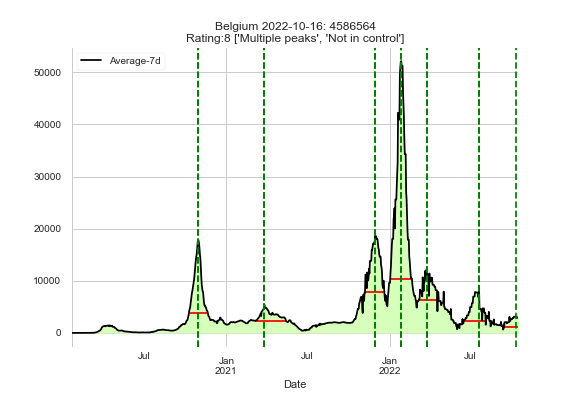 Belgium 2022-10-16: 4586564
Rating:8 ['Multiple peaks', 'Not in control']
Average-7d
50000
40000
30000
20000
10000
0
Jul
Jan
2021
Jul
Jan
2022
Jul
Date